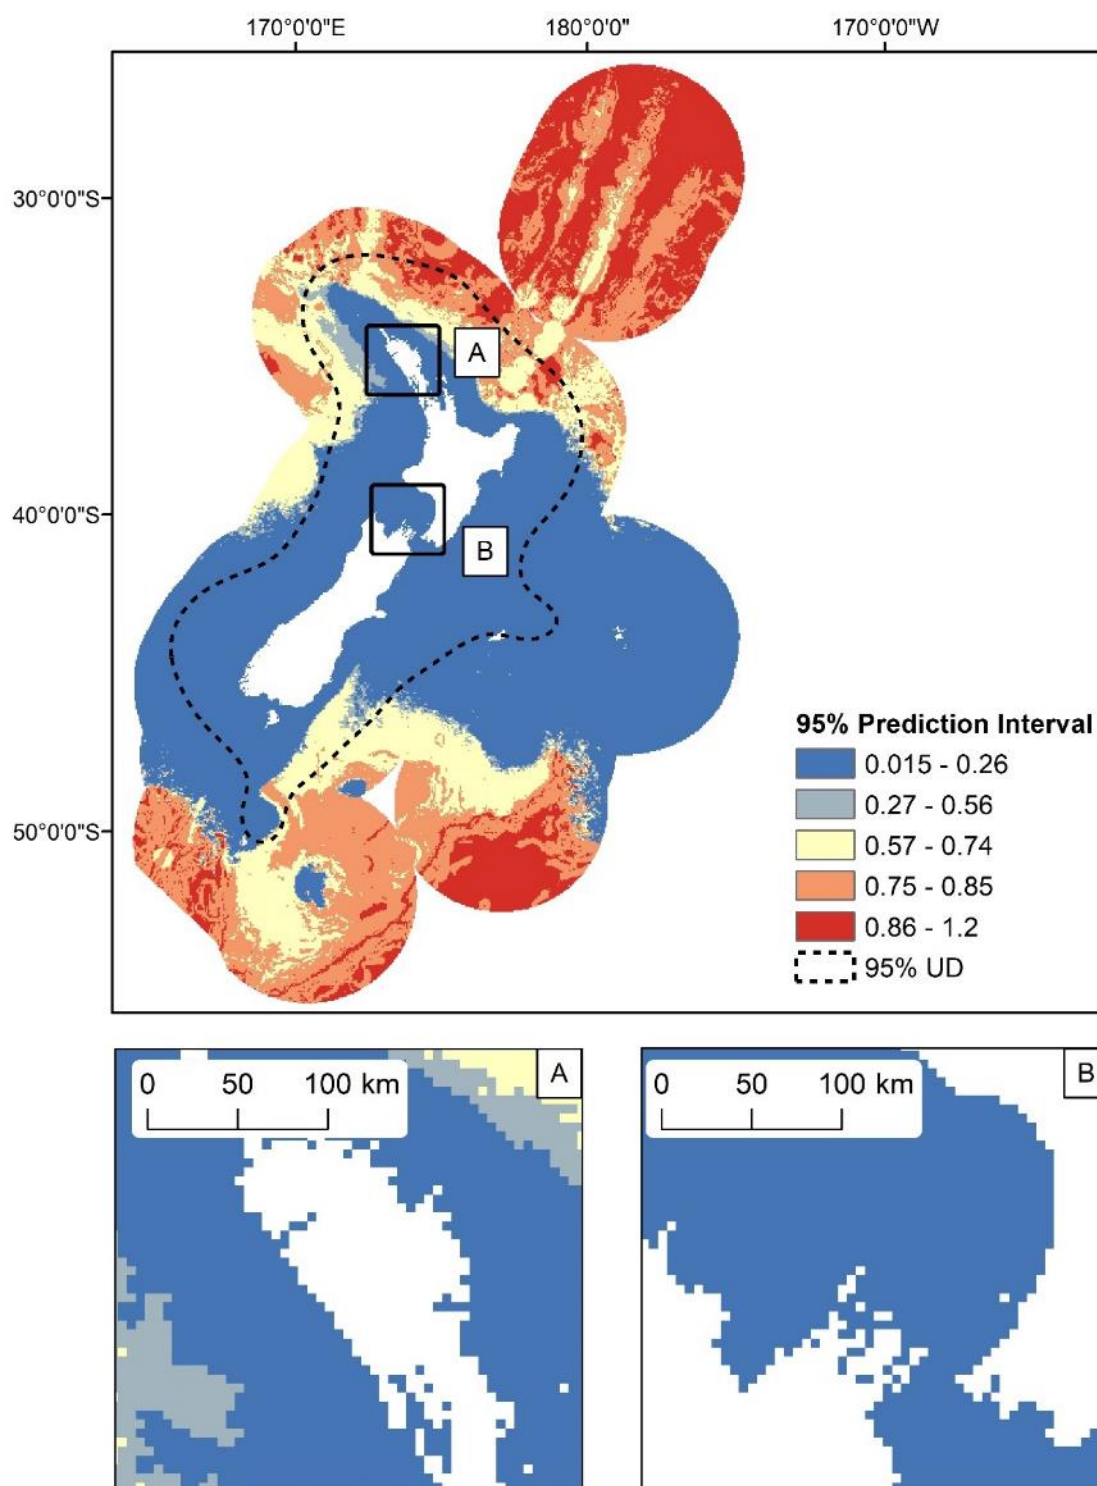 170°0'0"E 180°0'0" 170°0'0"W
30°0'0"S
A
40°0'0"S
B
95% Prediction Interval
0.015 - 0.26
0.27 - 0.56
0.57 - 0.74
0.75 - 0.85
0.86 - 1.2
95% UD
50°0'0"S
0 50 100 km A
0 50 100 km B